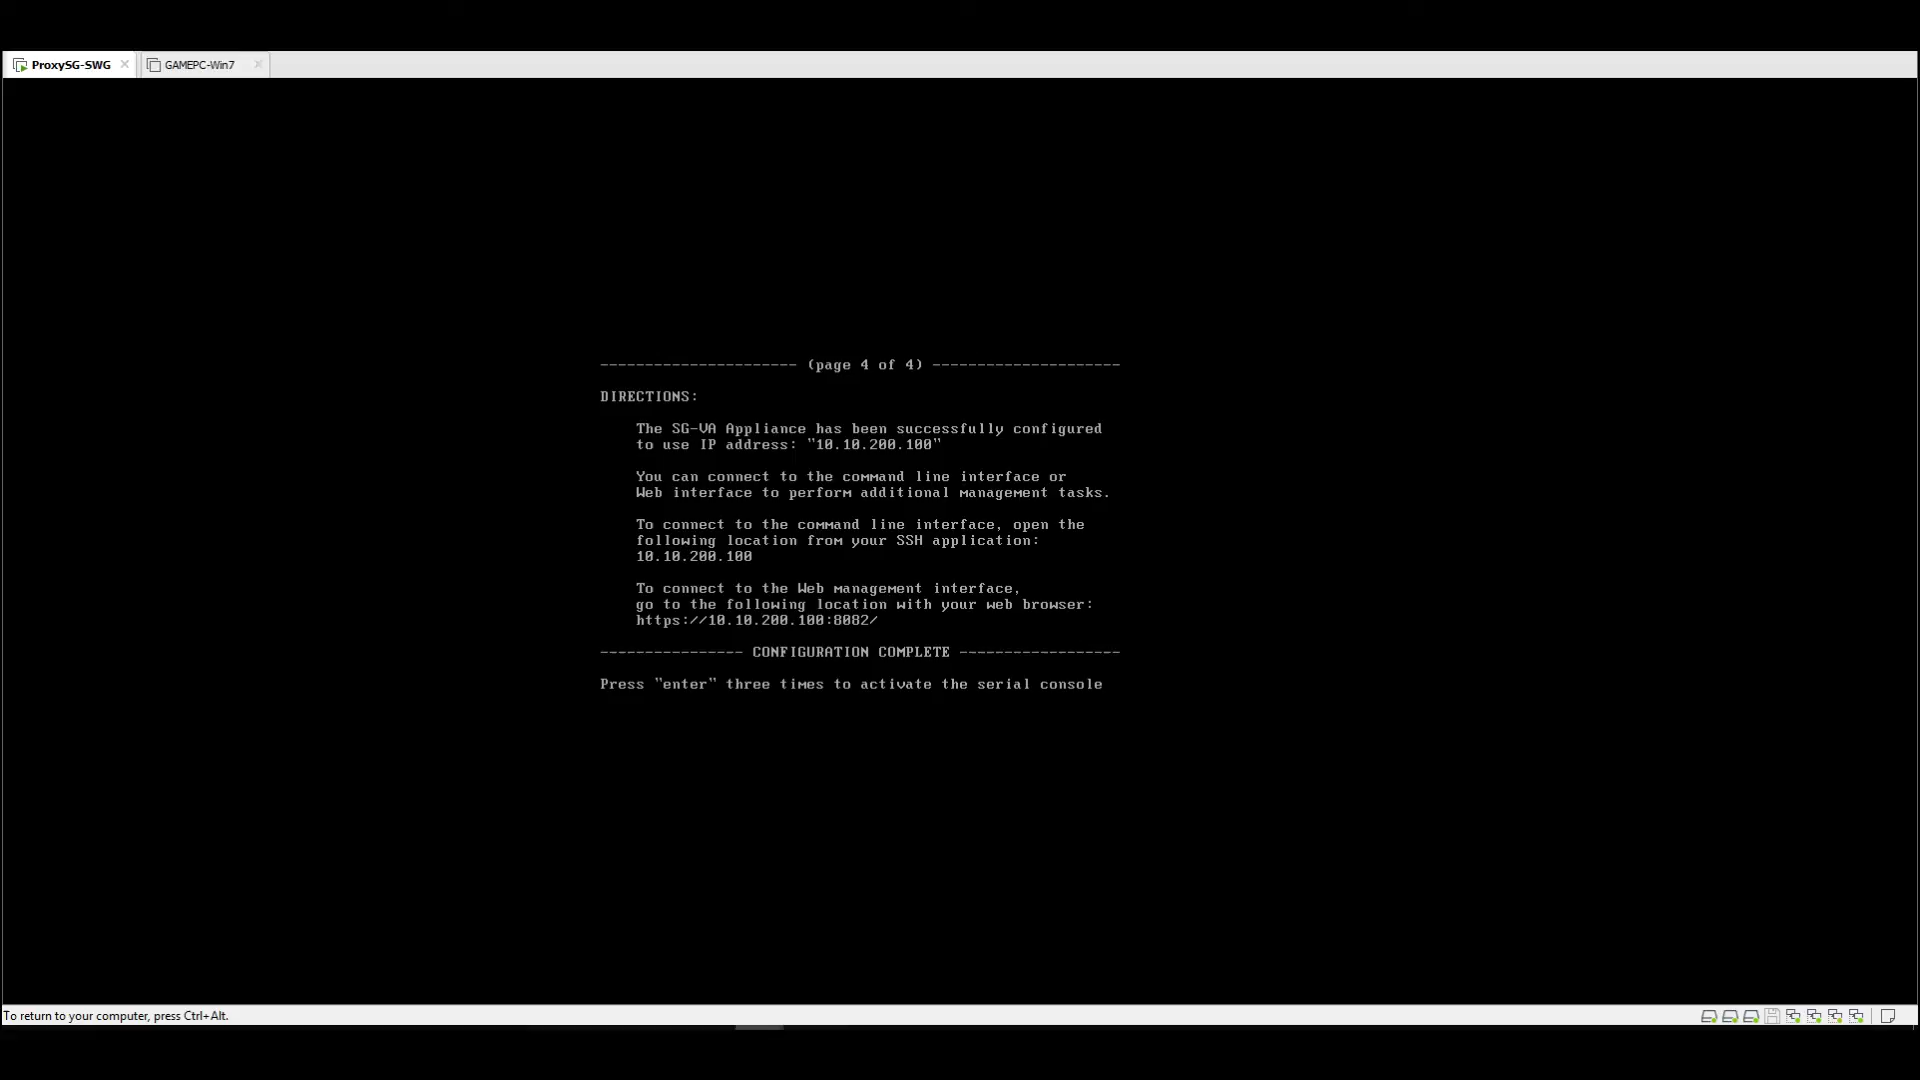 ProxySG-SWG
GAMEPC-Win7
---------------------- (page 4 of 4) ---------------------
DIRECTIONS:
The SG-VA Appliance has been successfully configured
to use IP address: "10.10.200.100"
You can connect to the command line interface or
Web interface to perform additional management tasks.
To connect to the command line interface, open the
following location from your SSH application:
10.10.200.100
To connect to the Web management interface,
go to the following location with your web browser:
https://10.10.200.100:8082/
---------------- CONFIGURATION COMPLETE ------------------
Press "enter" three times to activate the serial console
To return to your computer, press Ctrl+Alt.